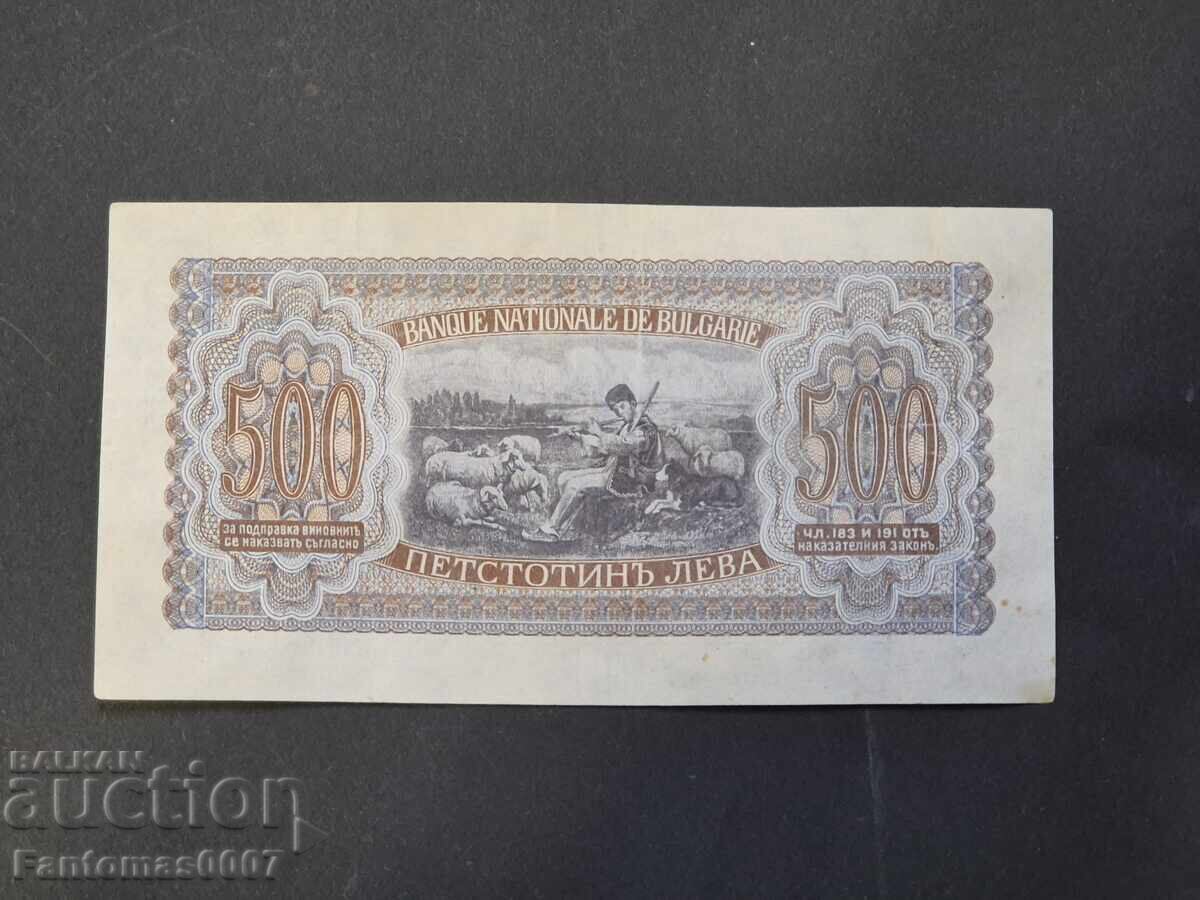 BANQUE NATIONALE DE BULGARIE
500
500
ЗА ПОДПРАВКА ВИНОВНИТѢ
СЕ НАКАЗВАТЪ СЪГЛАСНО
ЧЛ. 183 И 191 ОТЪ
НАКАЗАТЕЛНИЯ ЗАКОНЪ.
ПЕТСТОТИНЪ ЛЕВА
BALKAN
auction
Fantomas0007